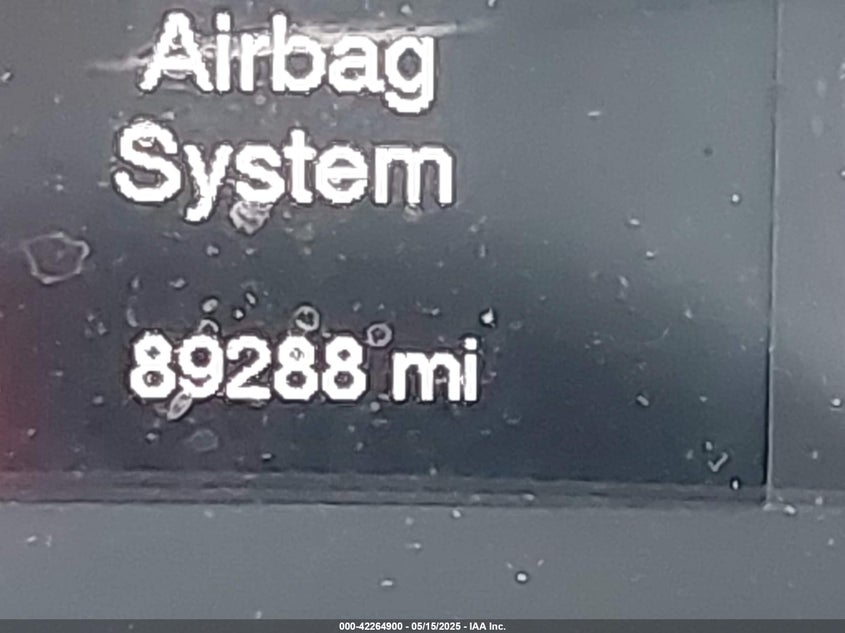 Airbag
System
89288 mi
000-42264900 - 05/15/2025 - IAA Inc.